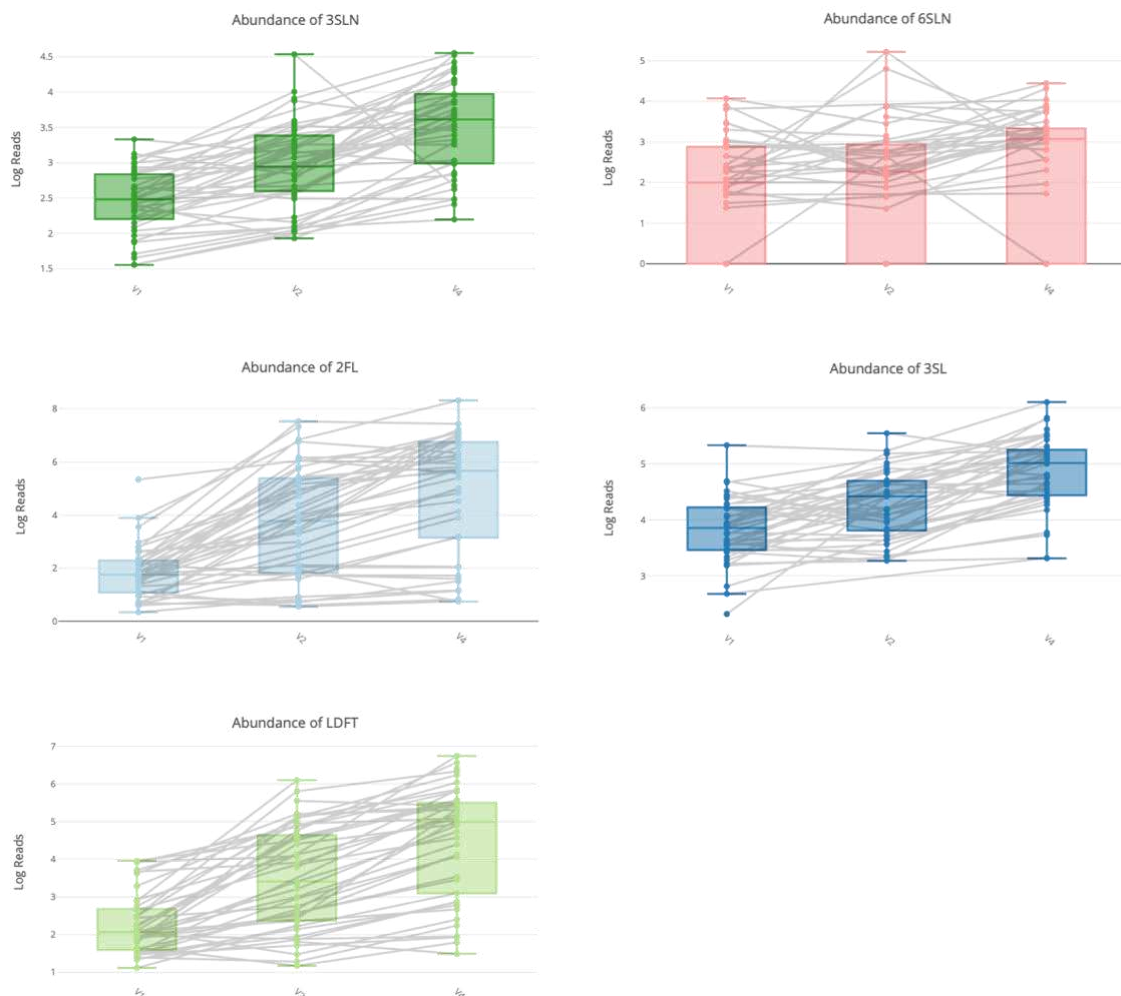 Abundance of 3SLN
Log Reads
4.5
4
3.5
3
2.5
2
1.5
V1
V2
V4
Abundance of 6SLN
Log Reads
5
4
3
2
1
0
V1
V2
V4
Abundance of 2FL
Log Reads
8
6
4
2
0
V1
V2
V4
Abundance of 3SL
Log Reads
6
5
4
3
V1
V2
V4
Abundance of LDFT
Log Reads
7
6
5
4
3
2
1
V1
V2
V4